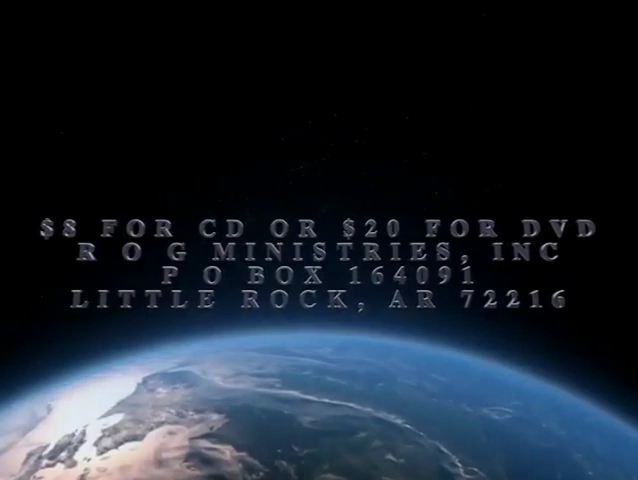 $8 FOR CD OR $20 FOR DVD
R O G MINISTRIES, INC
P O BOX 164091
LITTLE ROCK, AR 72216